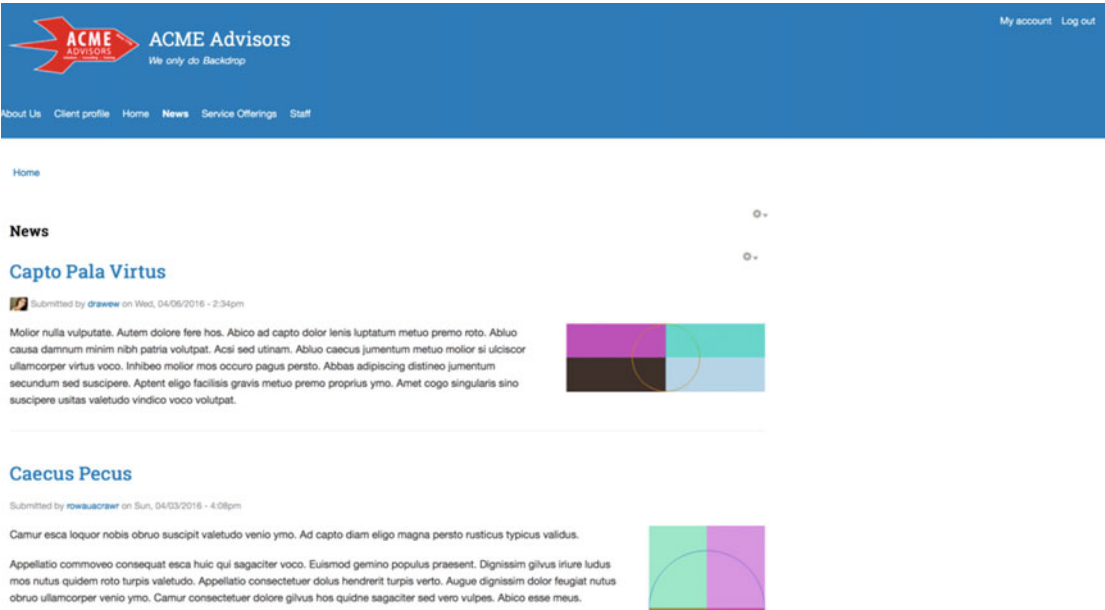 My account Log out
ACME
ADVISORS
ACME Advisors
We only do Backdrop
About Us Client profile Home News Service Offerings Staff
Home
News
Capto Pala Virtus
Submitted by drawew on Wed, 04/06/2016 - 2:34pm
Molior nulla vulputate. Autem dolore fere hos. Abico ad capto dolor lenis luptatum metuo premo roto. Abluo
causa damnum minim nibh patria volutpat. Acsi sed utinam. Abluo caecus jumentum metuo molior si ulciscor
ullamcorper virtus voco. Inhibeo molior mos occuro pagus persto. Abbas adipiscing distineo jumentum
secundum sed suscipere. Aptent eligo facilisis gravis metuo premo proprius ymo. Amet cogo singularis sino
suscipere usitas valetudo vindico voco volutpat.
Caecus Pecus
Submitted by rowauacrawr on Sun, 04/03/2016 - 4:08pm
Camur esca loquor nobis obruo suscipit valetudo venio ymo. Ad capto diam eligo magna persto rusticus typicus validus.
Appellatio commoveo consequat esca huic qui sagaciter voco. Euismod gemino populus praesent. Dignissim gilvus iriure ludus
mos nutus quidem roto turpis valetudo. Appellatio consectetuer dolus hendrerit turpis verto. Augue dignissim dolor feugiat nutus
obruo ullamcorper venio ymo. Camur consectetuer dolore gilvus hos quidne sagaciter sed vero vulpes. Abico esse meus.